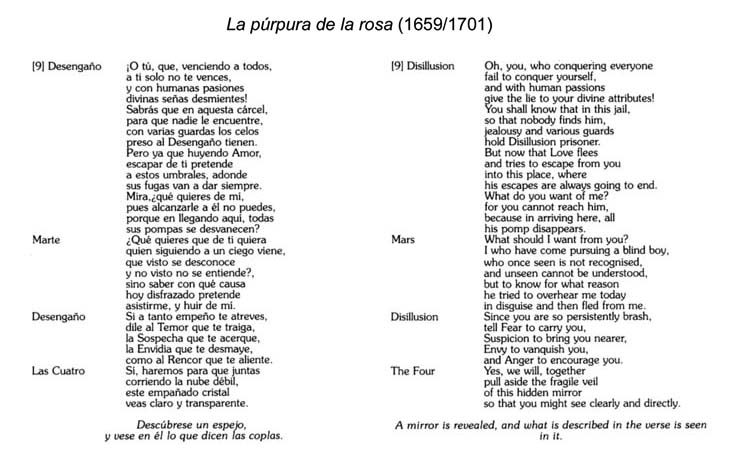 La púrpura de la rosa (1659/1701)
[9] Desengaño ¡O tú, que, venciendo a todos,
a ti solo no te vences,
y con humanas pasiones
divinas señas desmientes!
Sabrás que en aquesta cárcel,
para que nadie le encuentre,
con varias guardas los celos
preso al Desengaño tienen.
Pero ya que huyendo Amor,
escapar de ti pretende
a estos umbrales, adonde
sus fugas van a dar siempre.
Mira,¿qué quieres de mi,
pues alcanzarle a él no puedes,
porque en llegando aquí, todas
sus pompas se desvanecen?
Marte ¿Qué quieres que de ti quiera
quien siguiendo a un ciego viene,
que visto se desconoce
y no visto no se entiende?,
sino saber con qué causa
hoy disfrazado pretende
asistirme, y huir de mí.
Desengaño Si a tanto empeño te atreves,
dile al Temor que te traiga,
la Sospecha que te acerque,
la Envidia que te desmaye,
como al Rencor que te aliente.
Las Cuatro Si, haremos para que juntas
corriendo la nube débil,
este empañado cristal
veas claro y transparente.
Descúbrese un espejo,
y vese en él lo que dicen las coplas.
[9] Disillusion Oh, you, who conquering everyone
fail to conquer yourself,
and with human passions
give the lie to your divine attributes!
You shall know that in this jail,
so that nobody finds him,
jealousy and various guards
hold Disillusion prisoner.
But now that Love flees
and tries to escape from you
into this place, where
his escapes are always going to end.
What do you want of me?
for you cannot reach him,
because in arriving here, all
his pomp disappears.
Mars What should I want from you?
I who have come pursuing a blind boy,
who once seen is not recognised,
and unseen cannot be understood,
but to know for what reason
he tried to overhear me today
in disguise and then fled from me.
Disillusion Since you are so persistently brash,
tell Fear to carry you,
Suspicion to bring you nearer,
Envy to vanquish you,
and Anger to encourage you.
The Four Yes, we will, together
pull aside the fragile veil
of this hidden mirror
so that you might see clearly and directly.
A mirror is revealed, and what is described in the verse is seen
in it.